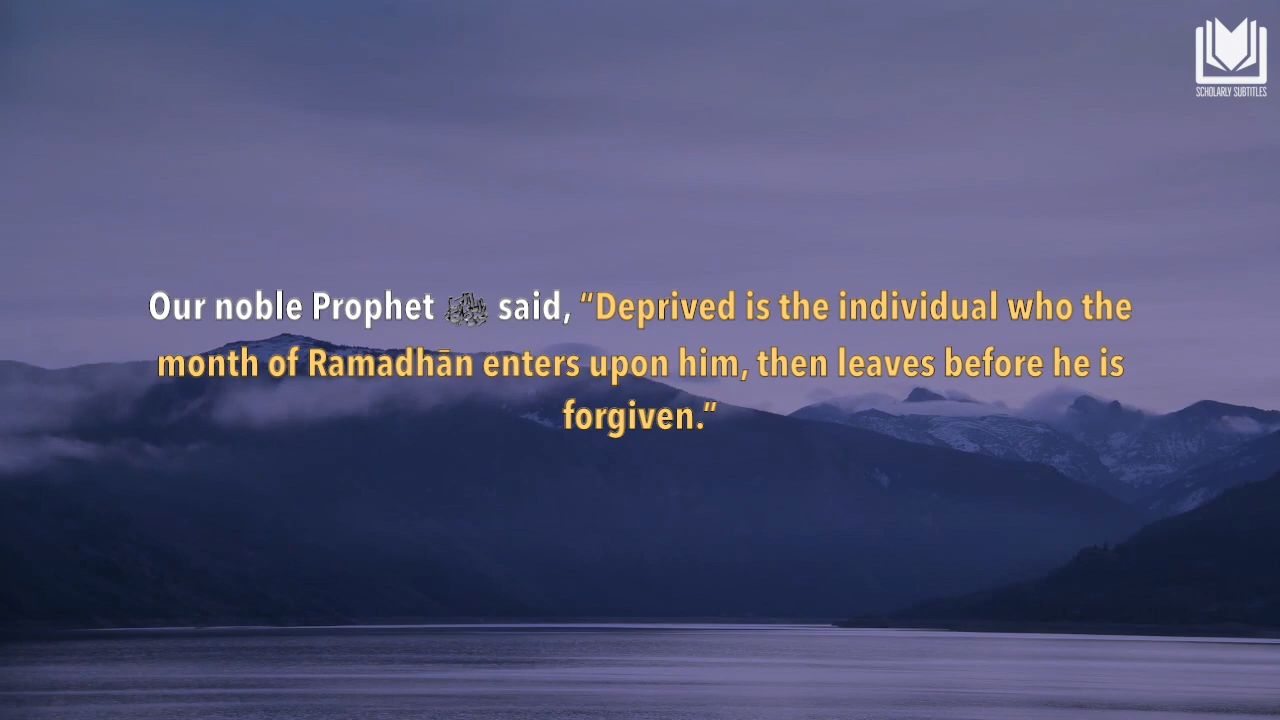 SCHOLARLY SUBTITLES
Our noble Prophet ﷺ said, “Deprived is the individual who the
month of Ramadhān enters upon him, then leaves before he is
forgiven.”